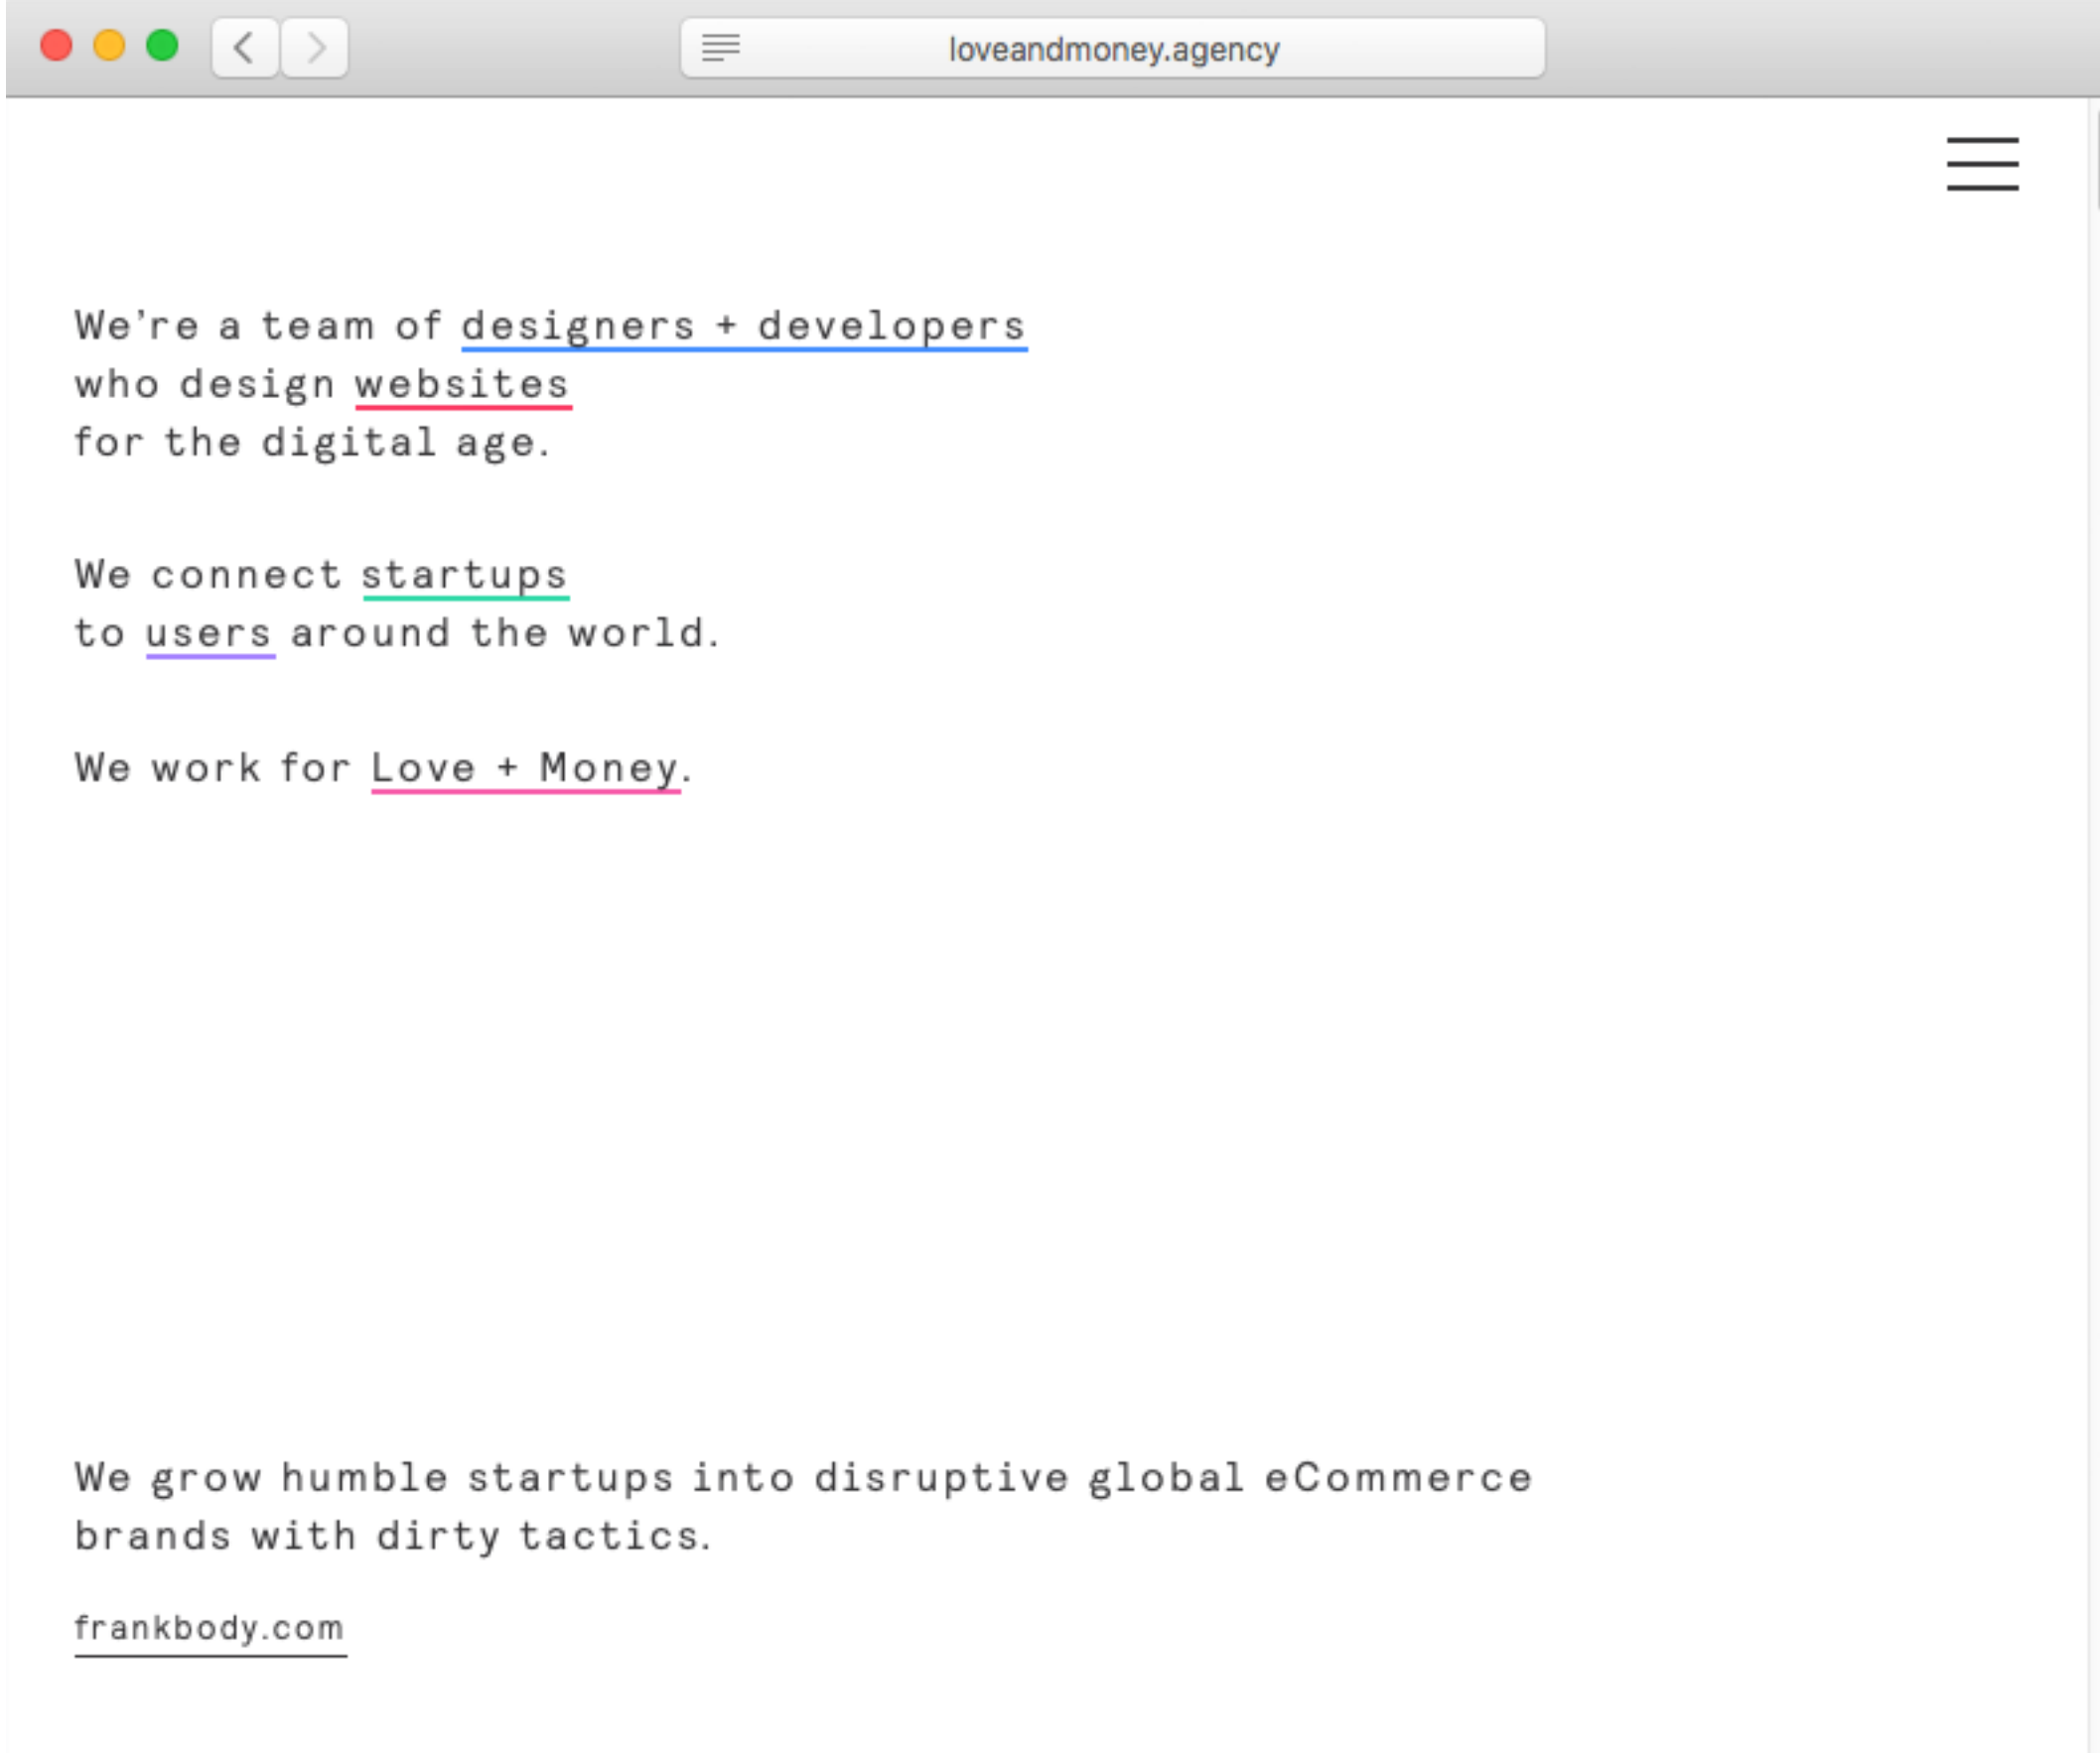 loveandmoney.agency
We’re a team of designers + developers
who design websites
for the digital age.
We connect startups
to users around the world.
We work for Love + Money.
We grow humble startups into disruptive global eCommerce
brands with dirty tactics.
frankbody.com